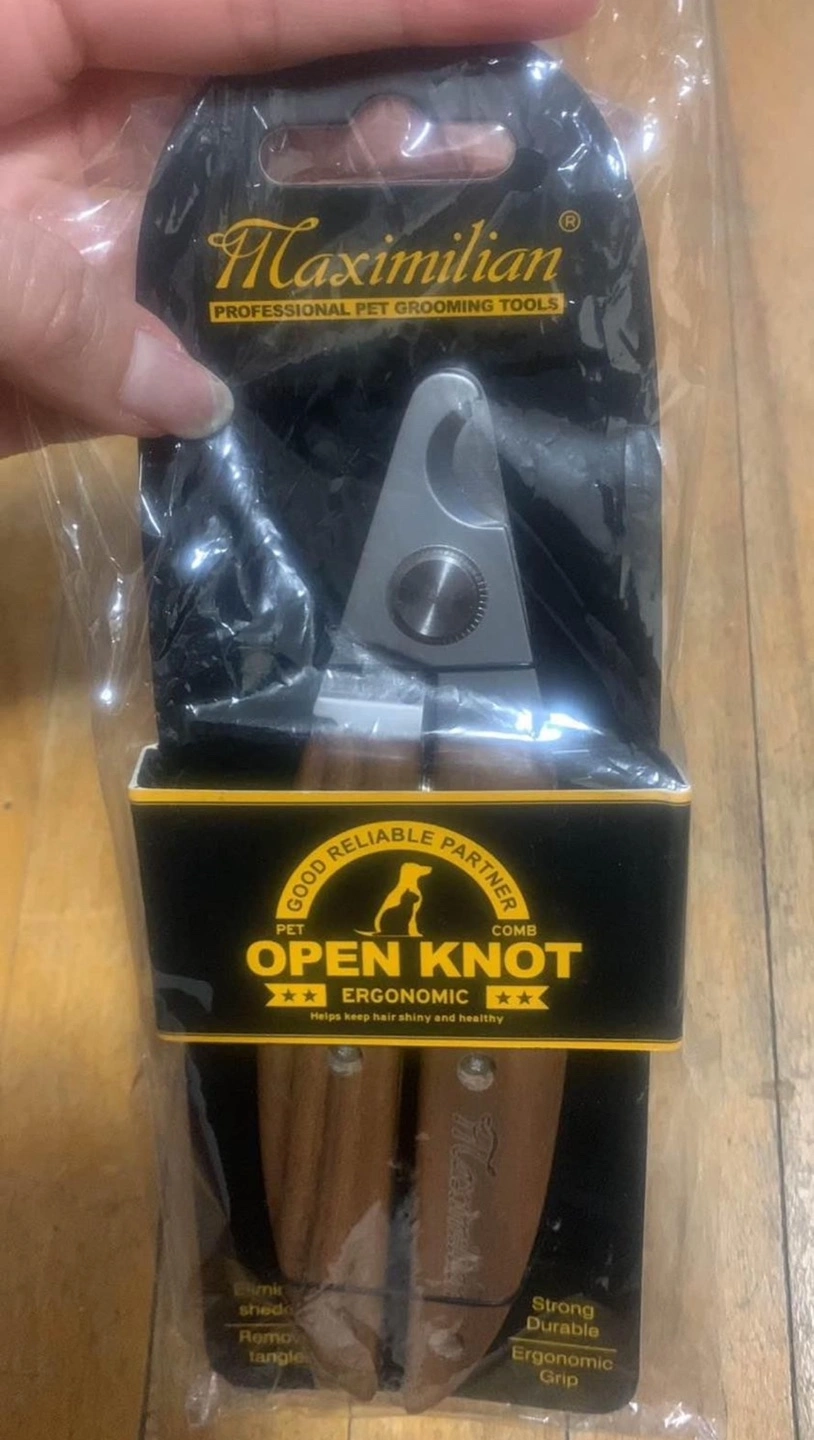 Maximilian®
PROFESSIONAL PET GROOMING TOOLS
GOOD RELIABLE PARTNER
PET COMB
OPEN KNOT
ERGONOMIC
Helps keep hair shiny and healthy
Maximilian
Strong
Durable
Ergonomic
Grip